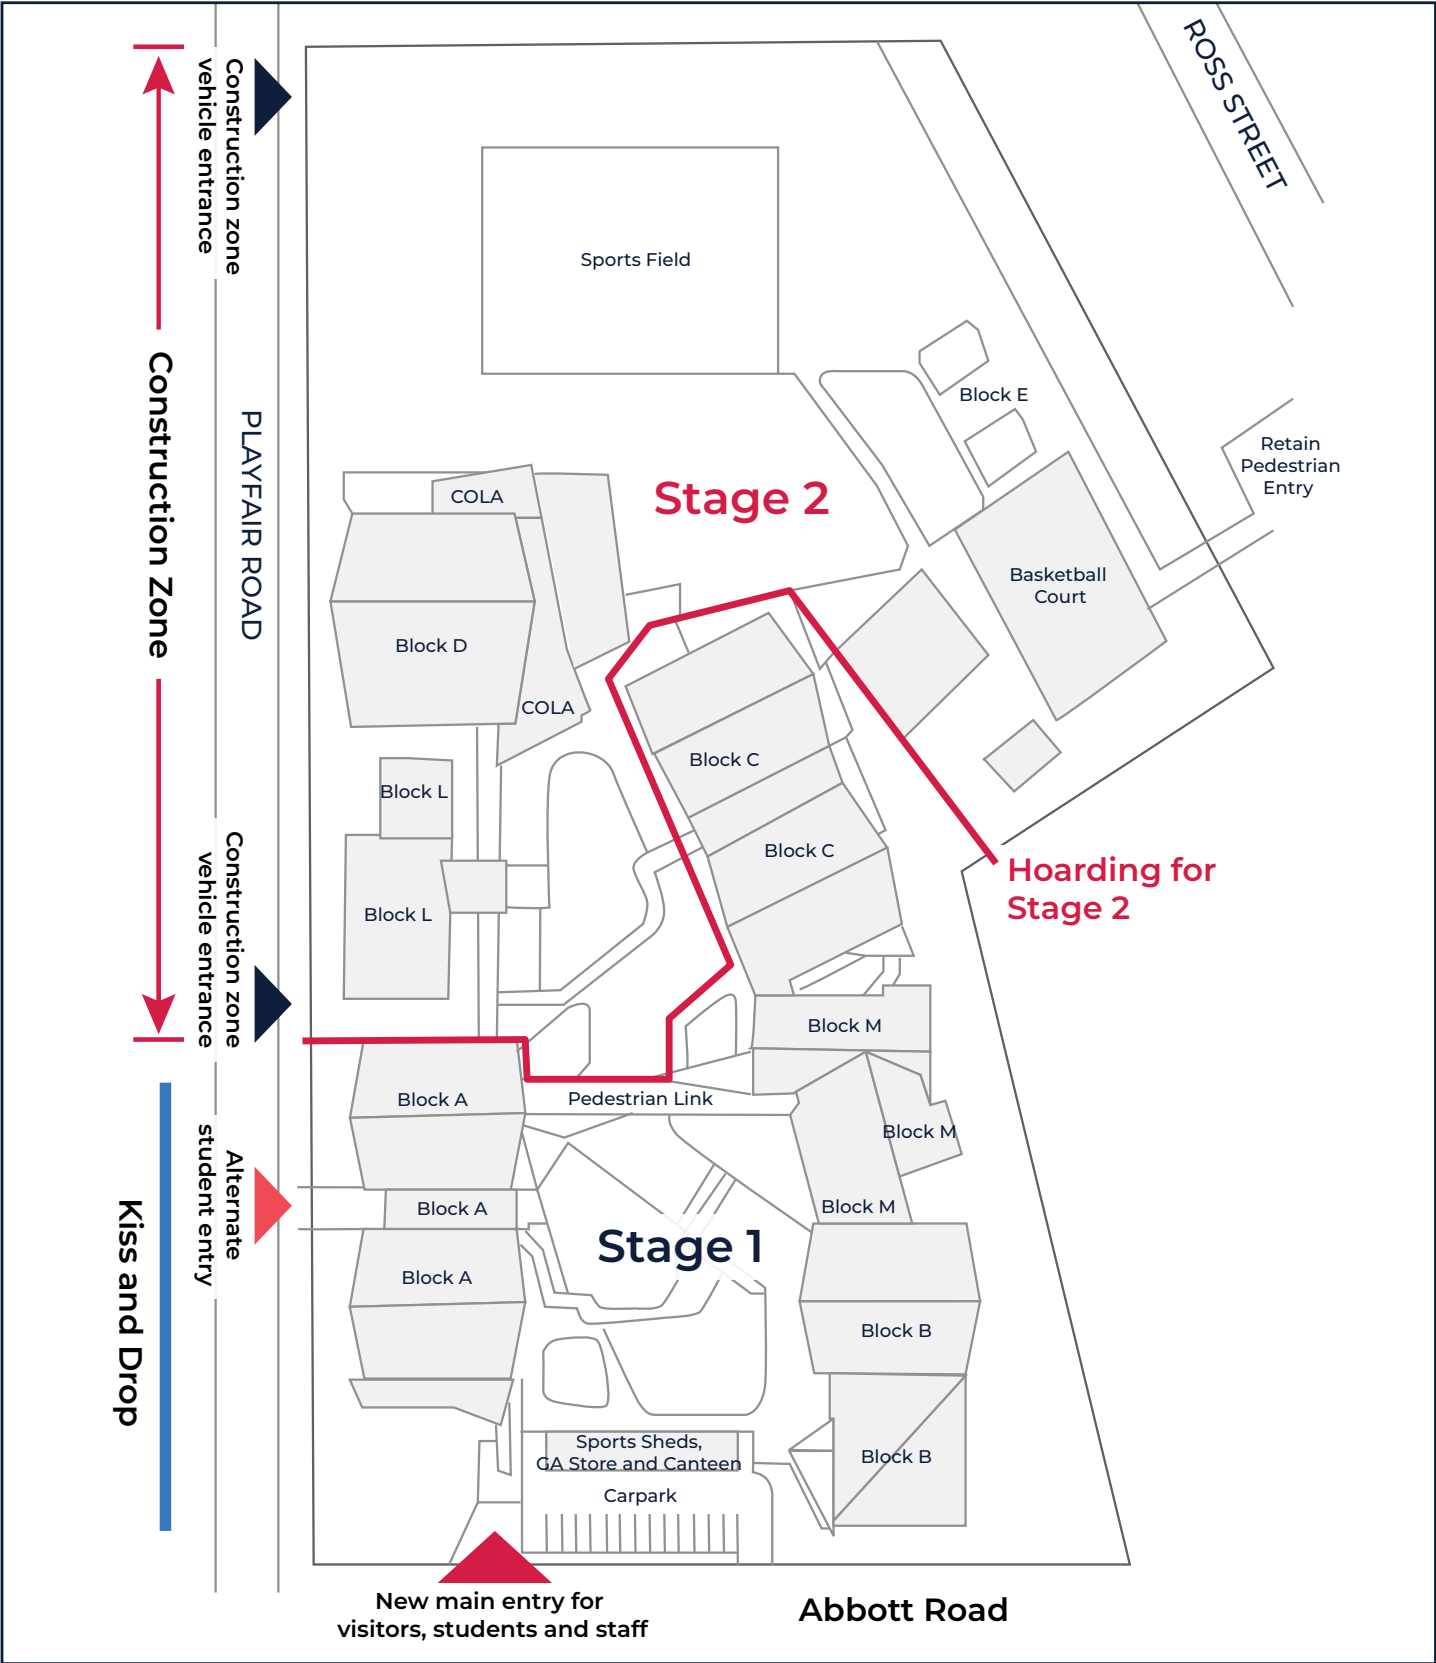 Construction zone
vehicle entrance
ROSS STREET
Sports Field
Construction Zone
PLAYFAIR ROAD
Block E
Retain
Pedestrian
Entry
COLA
Stage 2
Basketball
Court
Block D
COLA
Block C
Block L
Block C
Construction zone
vehicle entrance
Block L
Hoarding for
Stage 2
Block M
Block A
Pedestrian Link
Block M
Alternate
student entry
Block A
Block M
Kiss and Drop
Stage 1
Block A
Block B
Sports Sheds,
GA Store and Canteen
Block B
Carpark
New main entry for
visitors, students and staff
Abbott Road